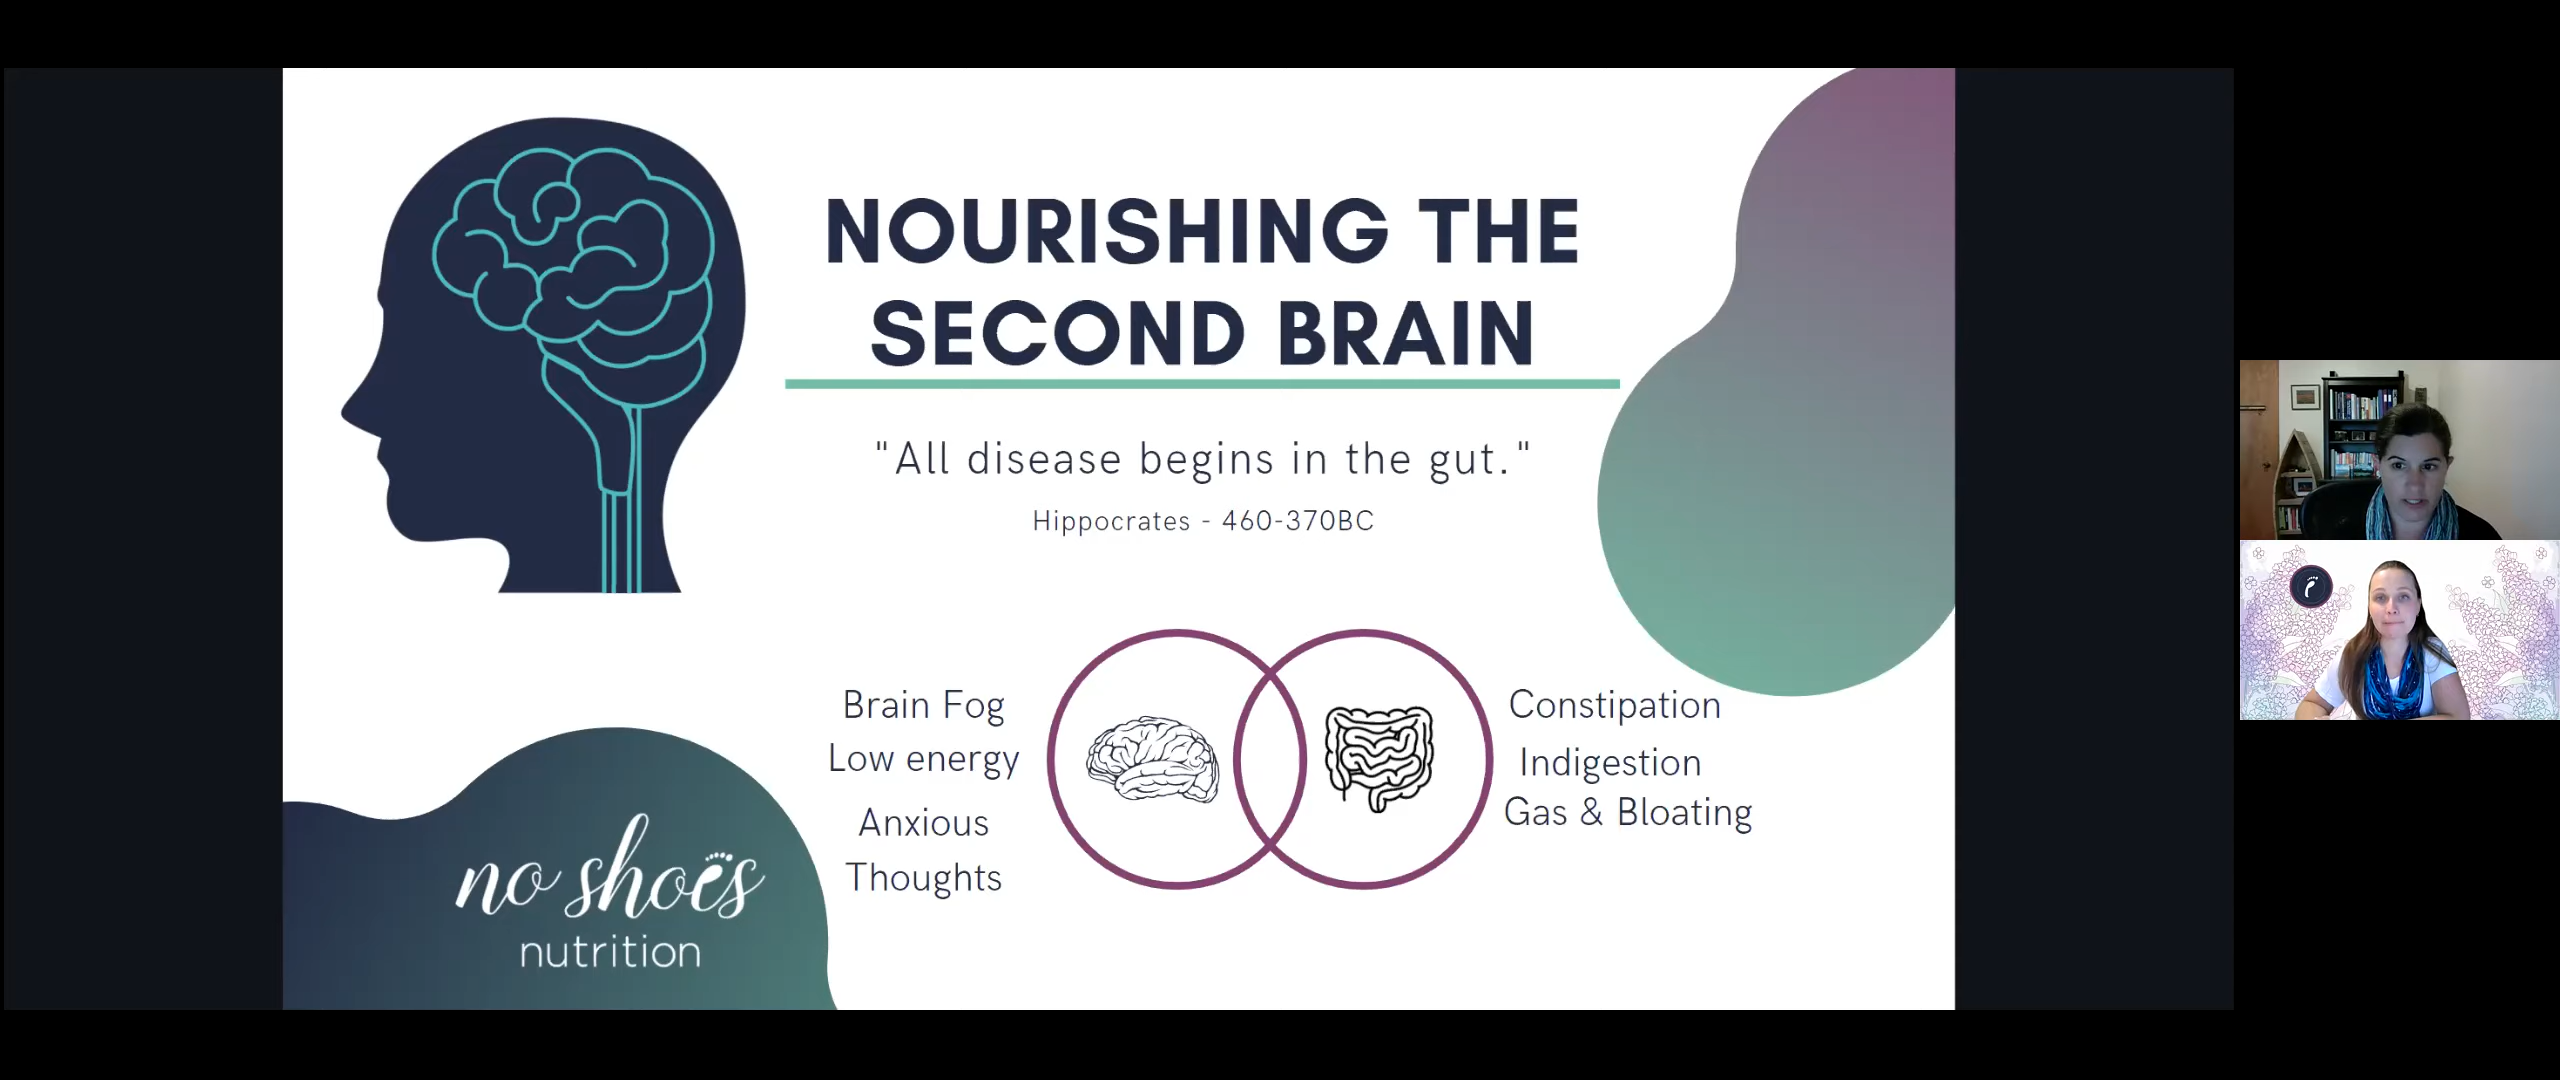 NOURISHING THE
SECOND BRAIN
"All disease begins in the gut."
Hippocrates - 460-370BC
Brain Fog
Low energy
Anxious
Thoughts
Constipation
Indigestion
Gas & Bloating
no shoes
nutrition